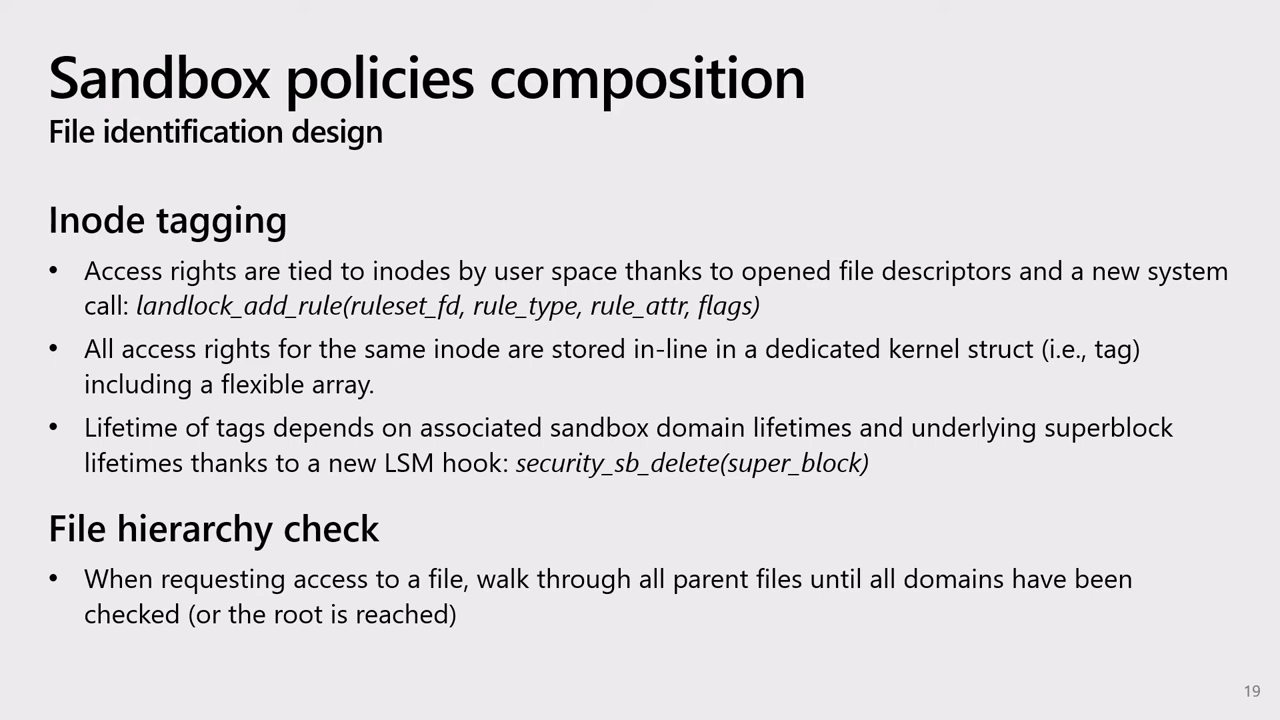 Sandbox policies composition
File identification design
Inode tagging
• Access rights are tied to inodes by user space thanks to opened file descriptors and a new system
call: landlock_add_rule(ruleset_fd, rule_type, rule_attr, flags)
• All access rights for the same inode are stored in-line in a dedicated kernel struct (i.e., tag)
including a flexible array.
• Lifetime of tags depends on associated sandbox domain lifetimes and underlying superblock
lifetimes thanks to a new LSM hook: security_sb_delete(super_block)
File hierarchy check
• When requesting access to a file, walk through all parent files until all domains have been
checked (or the root is reached)
19